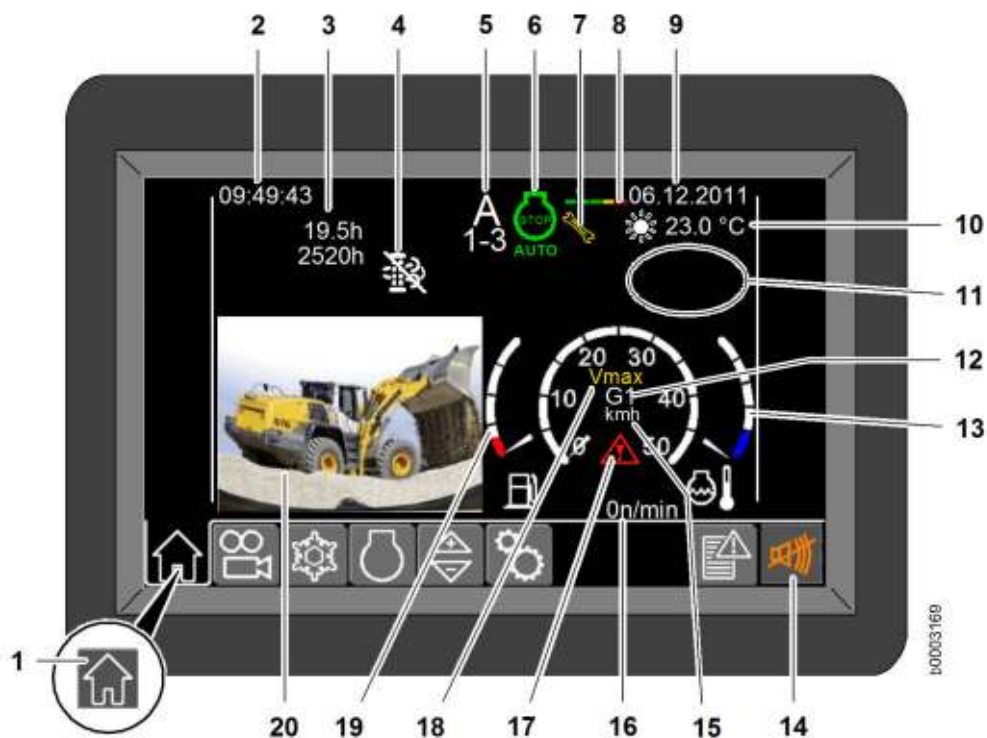 2 3 4 5 6 7 8 9
09:49:43
A
1-3
STOP
AUTO
06.12.2011
19.5h
2520h
23.0 °C
10
11
12
13
0 10 20 30 40 50
Vmax
G1
kmh
0n/min
1
20 19 18 17 16 15 14
b0003169